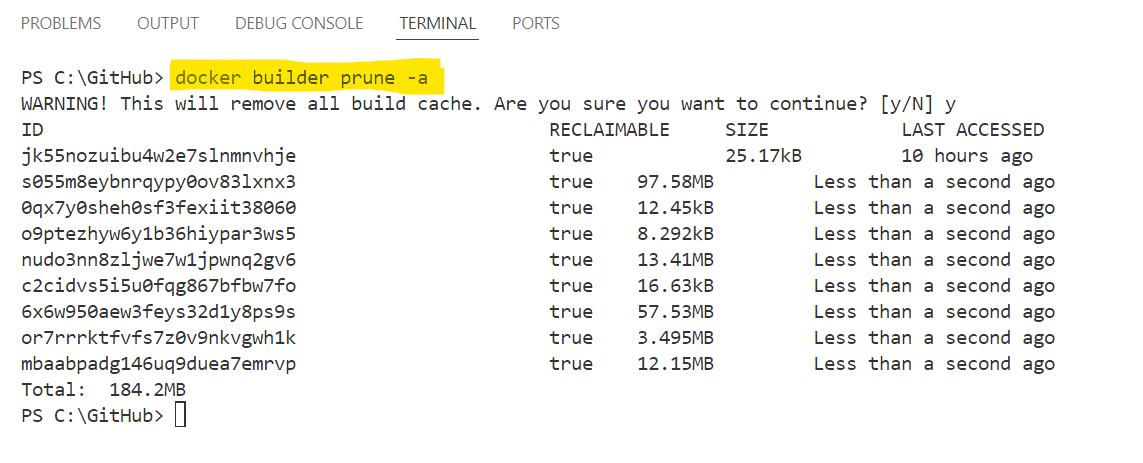 PROBLEMS OUTPUT DEBUG CONSOLE TERMINAL PORTS
PS C:\GitHub> docker builder prune -a
WARNING! This will remove all build cache. Are you sure you want to continue? [y/N] y
ID RECLAIMABLE SIZE LAST ACCESSED
jk55nozuibu4w2e7slnmnvhje true 25.17kB 10 hours ago
s055m8eybnrqypy0ov83lxnx3 true 97.58MB Less than a second ago
0qx7y0sheh0sf3fexiit38060 true 12.45kB Less than a second ago
o9ptezhyw6y1b36hiypar3ws5 true 8.292kB Less than a second ago
nudo3nn8zljwe7w1jpwnq2gv6 true 13.41MB Less than a second ago
c2cidvs5i5u0fqg867bfbw7fo true 16.63kB Less than a second ago
6x6w950aew3feys32d1y8ps9s true 57.53MB Less than a second ago
or7rrrktfvfs7z0v9nkvgwh1k true 3.495MB Less than a second ago
mbaabpadg146uq9duea7emrvp true 12.15MB Less than a second ago
Total: 184.2MB
PS C:\GitHub>